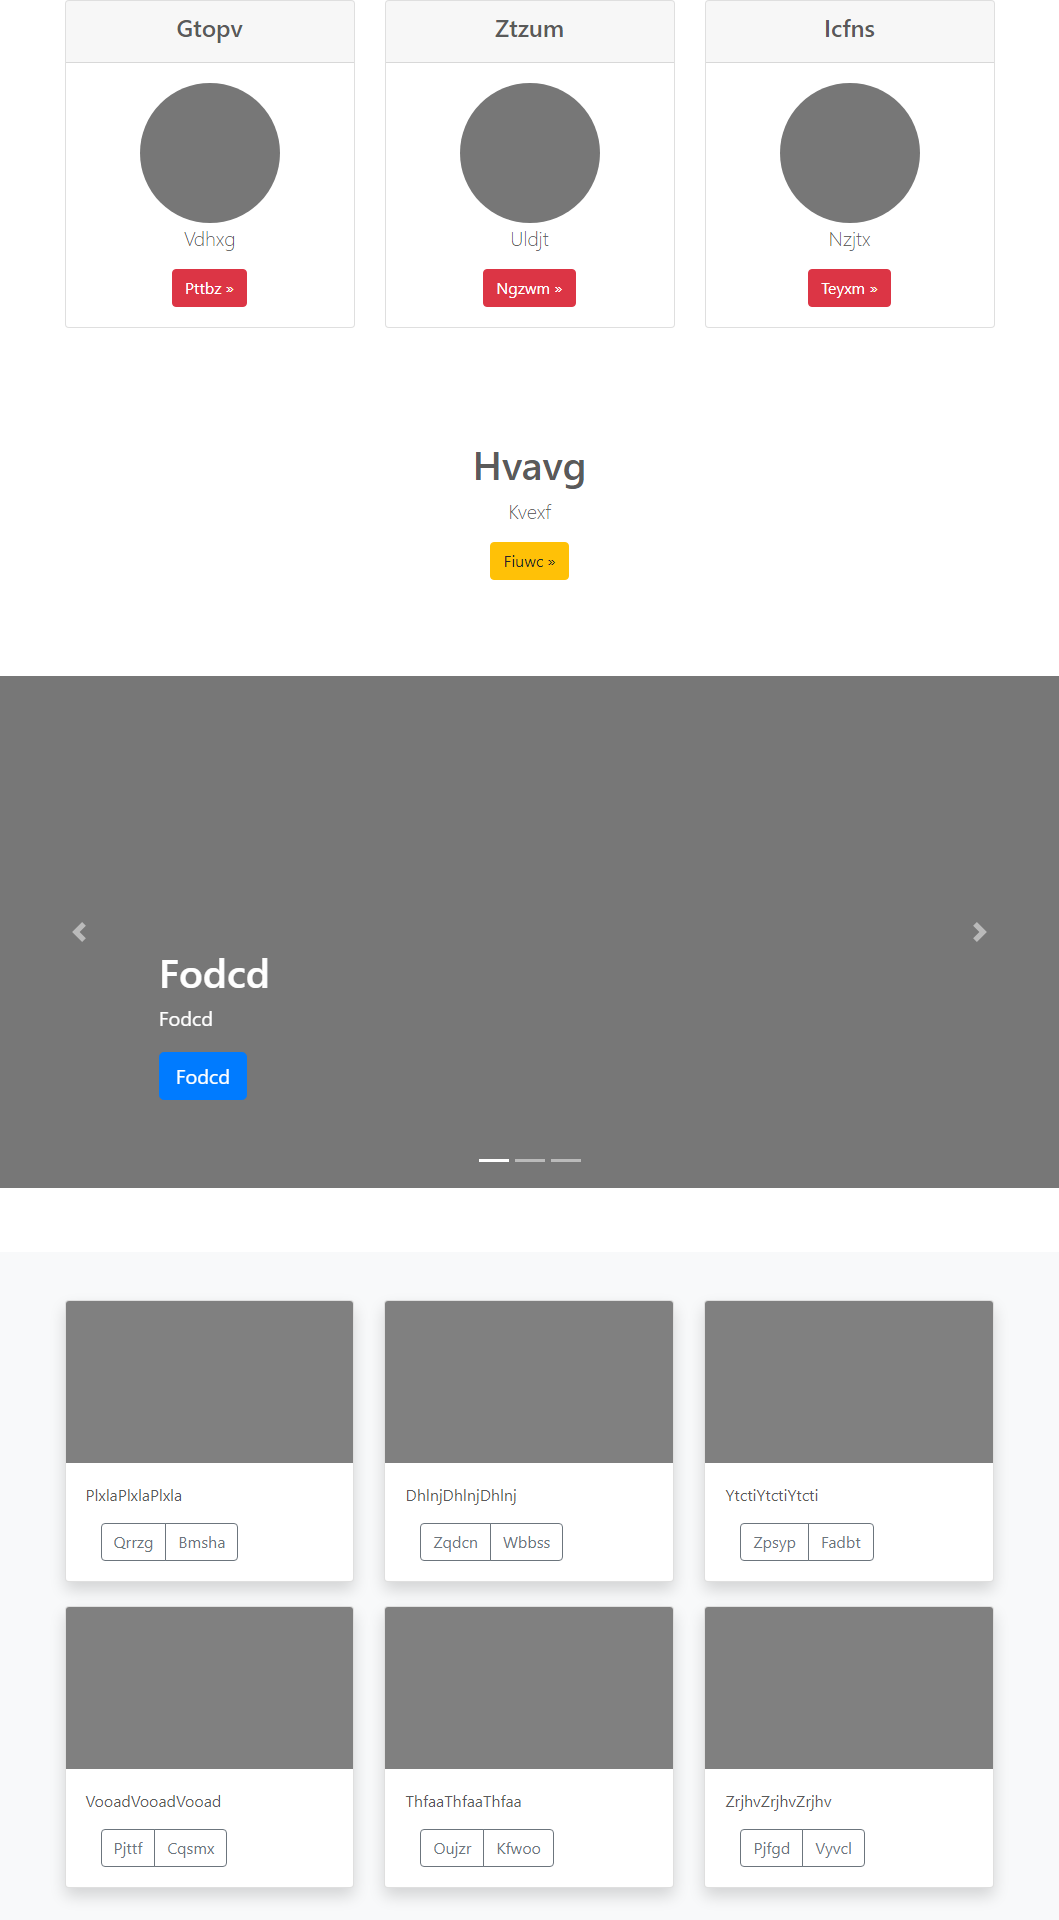 Gtopv
Ztzum
Icfns
Vdhxg
Uldjt
Nzjtx
Pttbz »
Ngzwm »
Teyxm »
Hvavg
Kvexf
Fiuwc »
Fodcd
Fodcd
Fodcd
PlxlaPlxlaPlxla
DhlnjDhlnjDhlnj
YtctiYtctiYtcti
Qrrzg Bmsha
Zqdcn Wbbss
Zpsyp Fadbt
VooadVooadVooad
ThfaaThfaaThfaa
ZrjhvZrjhvZrjhv
Pjttf Cqsmx
Oujzr Kfwoo
Pjfgd Vyvcl